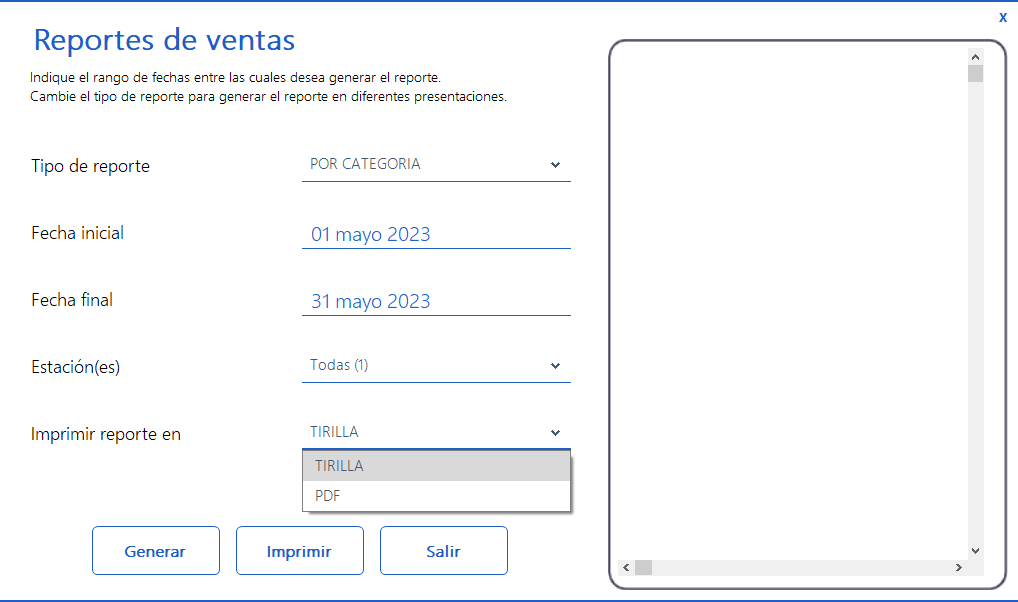 x
Reportes de ventas
Indique el rango de fechas entre las cuales desea generar el reporte.
Cambie el tipo de reporte para generar el reporte en diferentes presentaciones.
Tipo de reporte
POR CATEGORIA
Fecha inicial
01 mayo 2023
Fecha final
31 mayo 2023
Estación(es)
Todas (1)
Imprimir reporte en
TIRILLA
TIRILLA
PDF
Generar
Imprimir
Salir